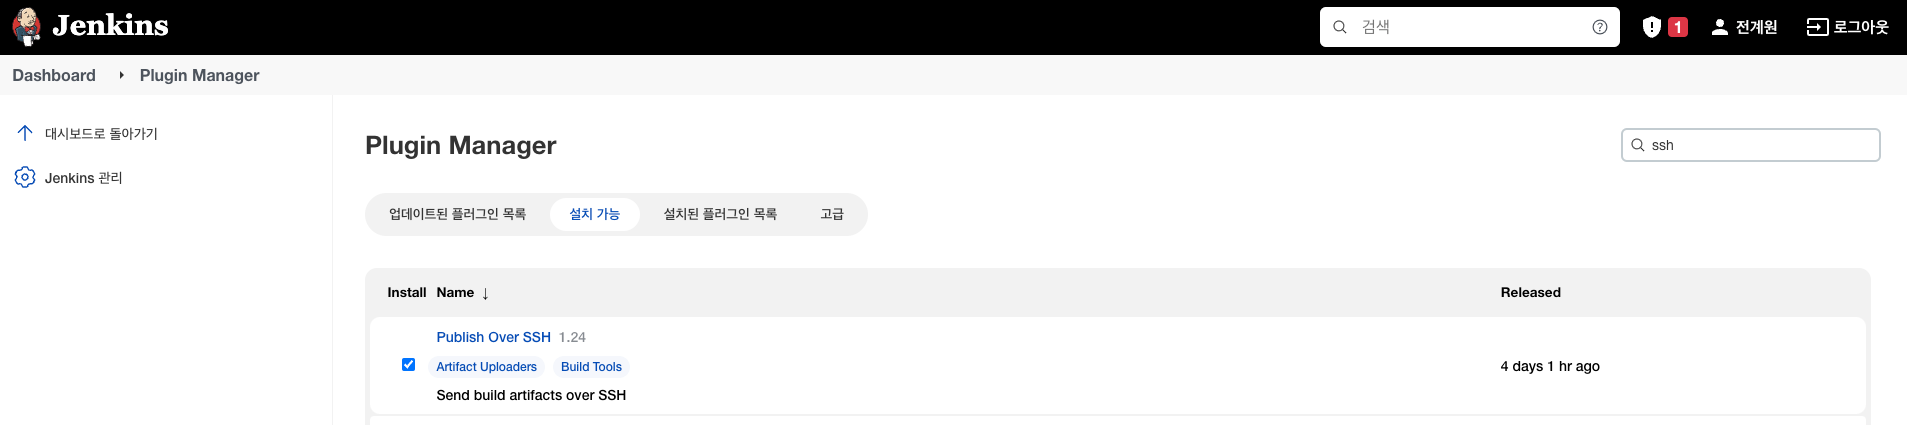 Jenkins
검색
1
전계원
로그아웃
Dashboard
Plugin Manager
대시보드로 돌아가기
Jenkins 관리
Plugin Manager
ssh
업데이트된 플러그인 목록
설치 가능
설치된 플러그인 목록
고급
Install Name ↓ Released
Publish Over SSH 1.24
Artifact Uploaders Build Tools
4 days 1 hr ago
Send build artifacts over SSH